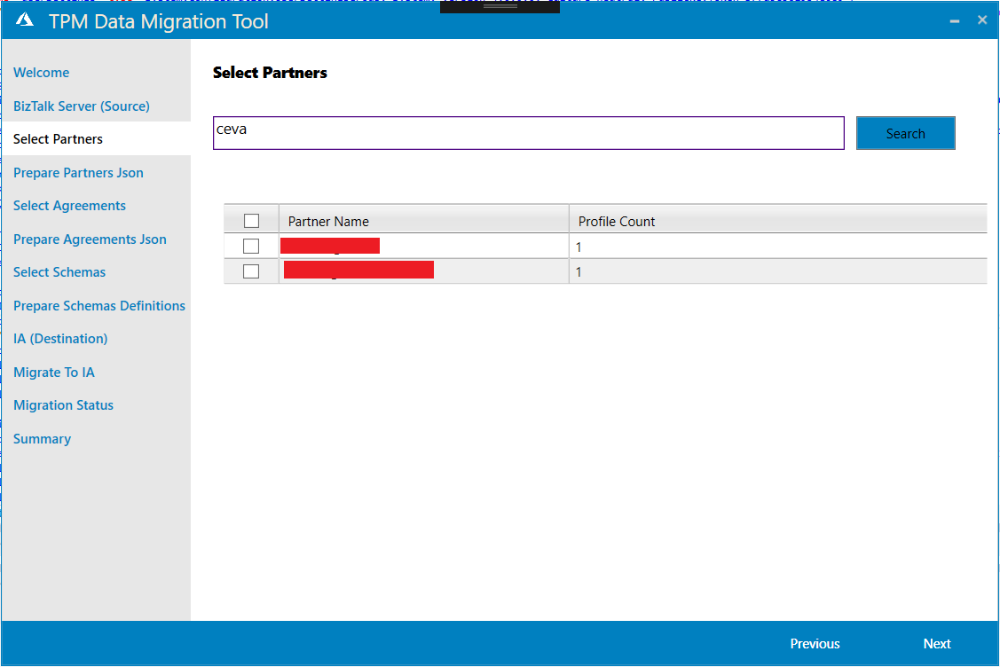 TPM Data Migration Tool
Welcome
BizTalk Server (Source)
Select Partners
Prepare Partners Json
Select Agreements
Prepare Agreements Json
Select Schemas
Prepare Schemas Definitions
IA (Destination)
Migrate To IA
Migration Status
Summary
Select Partners
ceva
Search
Partner Name Profile Count
1
1
Previous Next